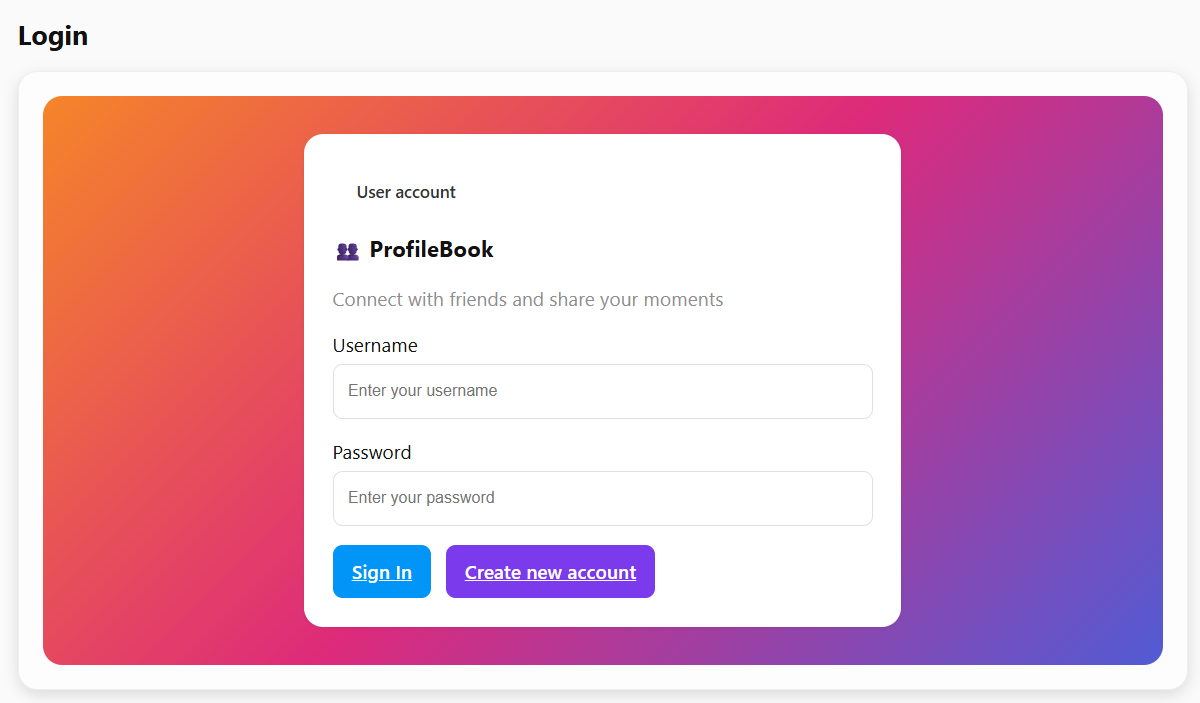 Login
User account
ProfileBook
Connect with friends and share your moments
Username
Enter your username
Password
Enter your password
Sign In Create new account